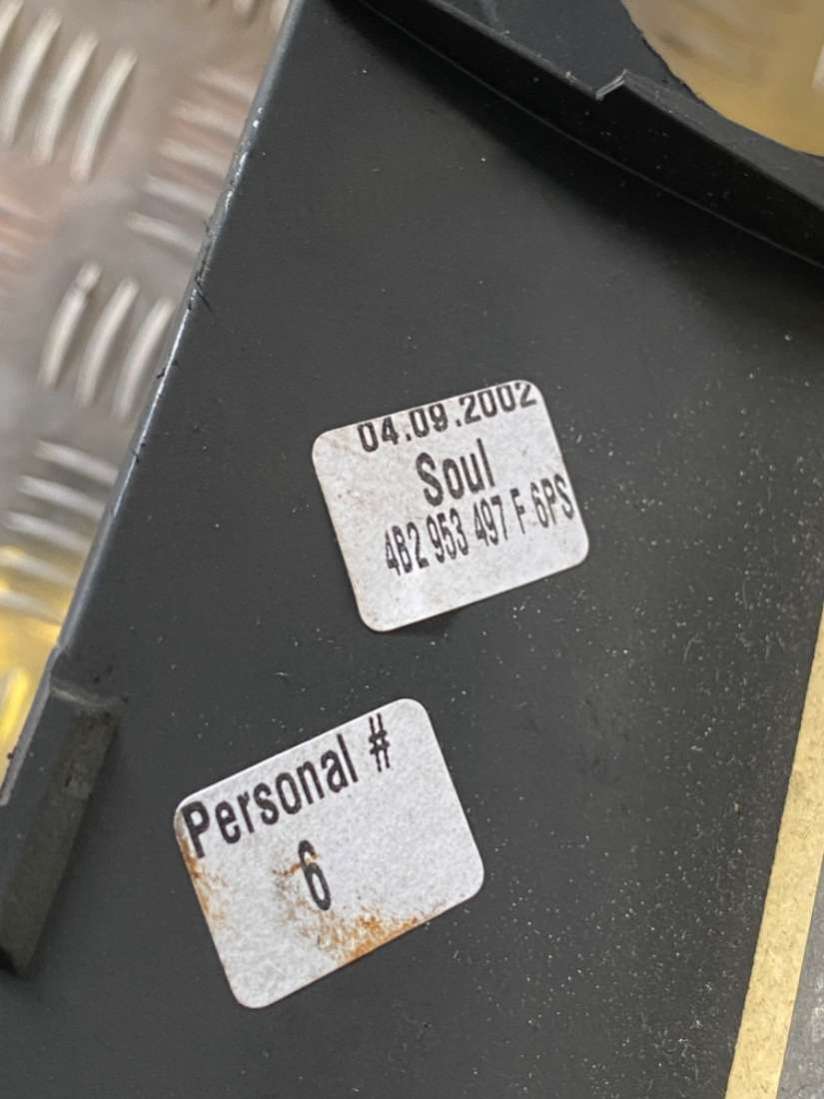 04.09.2002
Soul
4B2 953 497 F 6PS
Personal #
6